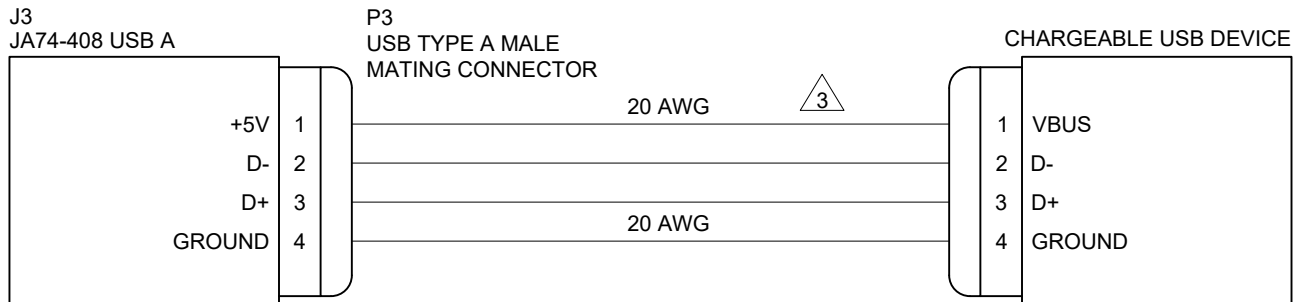 J3
JA74-408 USB A
P3
USB TYPE A MALE
MATING CONNECTOR
CHARGEABLE USB DEVICE
20 AWG
3
+5V 1
1 VBUS
D- 2
2 D-
D+ 3
3 D+
20 AWG
GROUND 4
4 GROUND